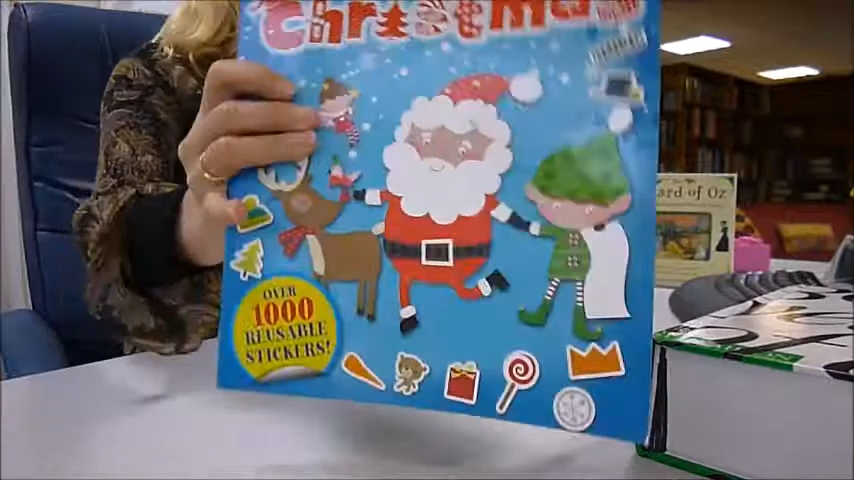 Christmas
over
1000
REUSABLE
STICKERS!
ard of Oz